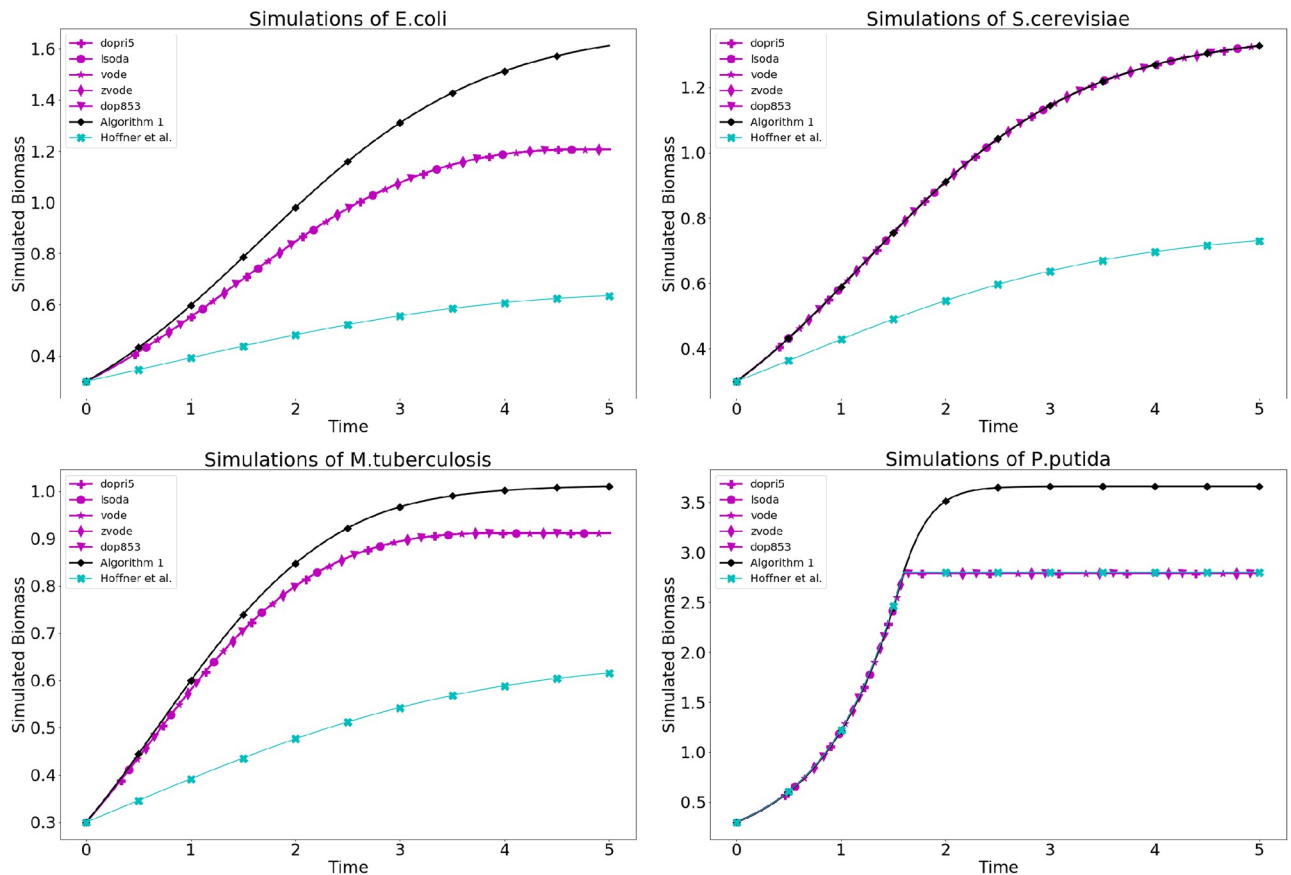 Simulations of E.coli
dopri5
lsoda
vode
zvode
dop853
Algorithm 1
Hoffner et al.
Simulated Biomass
1.6
1.4
1.2
1.0
0.8
0.6
0.4
0 1 2 3 4 5
Time
Simulations of S.cerevisiae
dopri5
lsoda
vode
zvode
dop853
Algorithm 1
Hoffner et al.
Simulated Biomass
1.2
1.0
0.8
0.6
0.4
0 1 2 3 4 5
Time
Simulations of M.tuberculosis
dopri5
lsoda
vode
zvode
dop853
Algorithm 1
Hoffner et al.
Simulated Biomass
1.0
0.9
0.8
0.7
0.6
0.5
0.4
0.3
0 1 2 3 4 5
Time
Simulations of P.putida
dopri5
lsoda
vode
zvode
dop853
Algorithm 1
Hoffner et al.
Simulated Biomass
3.5
3.0
2.5
2.0
1.5
1.0
0.5
0 1 2 3 4 5
Time